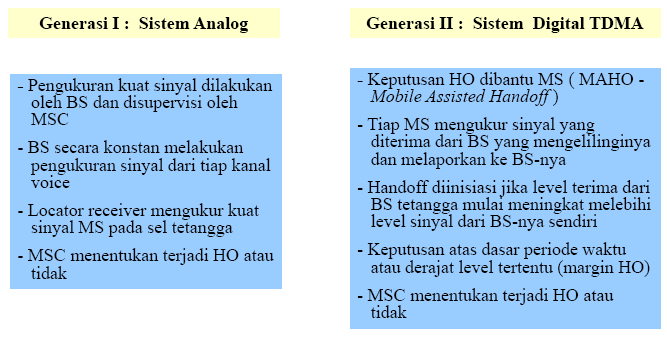 Generasi I :  Sistem Analog
- Pengukuran kuat sinyal dilakukan
oleh BS dan disupervisi oleh
MSC
- BS secara konstan melakukan
pengukuran sinyal dari tiap kanal
voice
- Locator receiver mengukur kuat
sinyal MS pada sel tetangga
- MSC menentukan terjadi HO atau
tidak
Generasi II :  Sistem  Digital TDMA
- Keputusan HO dibantu MS ( MAHO -
Mobile Assisted Handoff )
- Tiap MS mengukur sinyal yang
diterima dari BS yang mengelilinginya
dan melaporkan ke BS-nya
- Handoff diinisiasi jika level terima dari
BS tetangga mulai meningkat melebihi
level sinyal dari BS-nya sendiri
- Keputusan atas dasar periode waktu
atau derajat level tertentu (margin HO)
- MSC menentukan terjadi HO atau
tidak